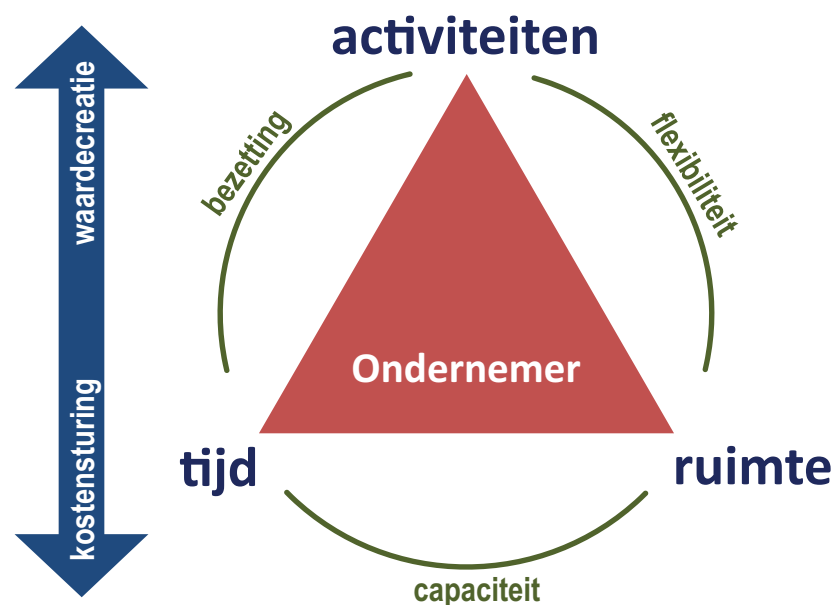 activiteiten
waardecreatie
bezetting
flexibiliteit
Ondernemer
kostensturing
tijd
ruimte
capaciteit